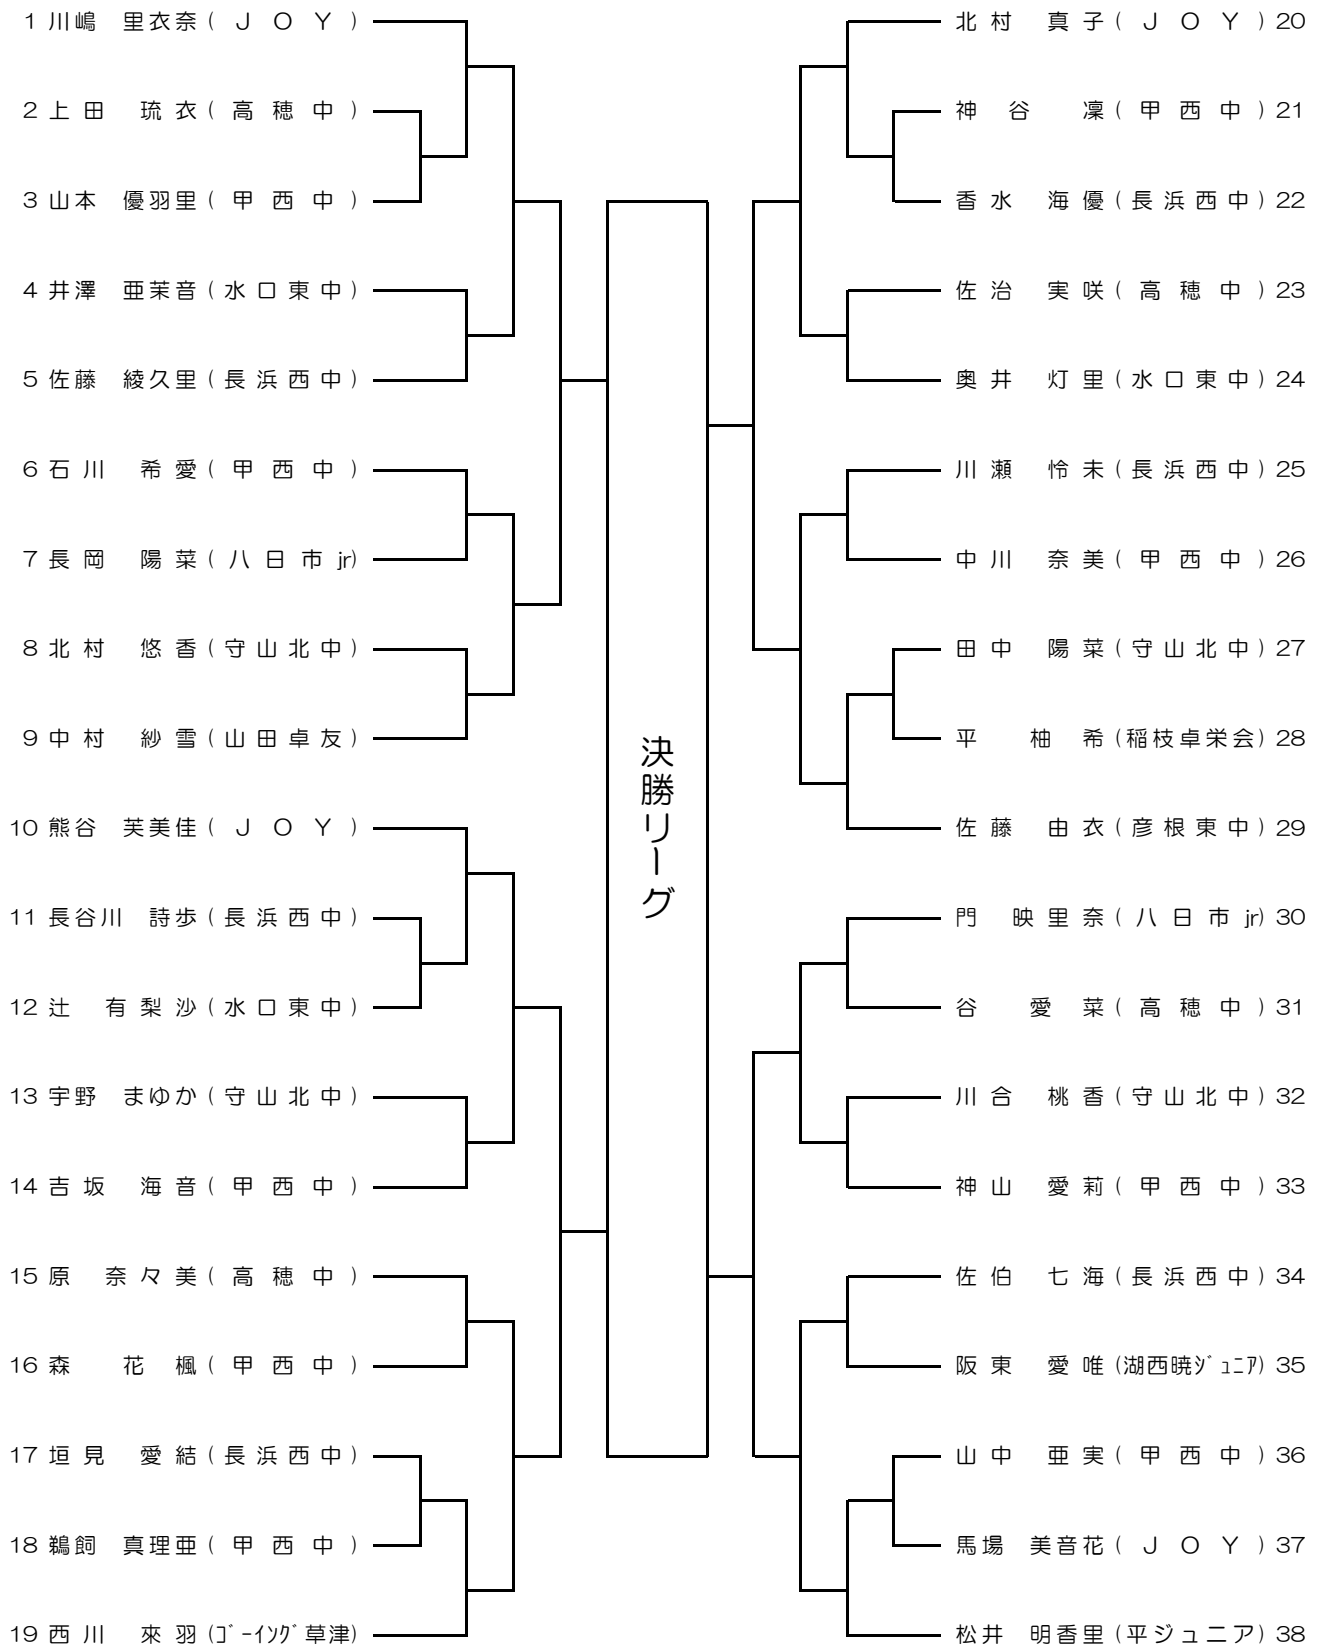 1 川嶋 里衣奈 ( J O Y )
2 上田 琉衣 ( 高穂中 )
3 山本 優羽里 ( 甲西中 )
4 井澤 亜茉音 ( 水口東中 )
5 佐藤 綾久里 ( 長浜西中 )
6 石川 希愛 ( 甲西中 )
7 長岡 陽菜 ( 八日市jr)
8 北村 悠香 ( 守山北中 )
9 中村 紗雪 ( 山田卓友 )
10 熊谷 芙美佳 ( J O Y )
11 長谷川 詩歩 ( 長浜西中 )
12 辻 有梨沙 ( 水口東中 )
13 宇野 まゆか ( 守山北中 )
14 吉坂 海音 ( 甲西中 )
15 原 奈々美 ( 高穂中 )
16 森 花楓 ( 甲西中 )
17 垣見 愛結 ( 長浜西中 )
18 鵜飼 真理亜 ( 甲西中 )
19 西川 來羽 (ｺﾞｰｲﾝｸﾞ草津)
決勝リーグ
北村 真子 ( J O Y ) 20
神谷 凜 ( 甲西中 ) 21
香水 海優 ( 長浜西中 ) 22
佐治 実咲 ( 高穂中 ) 23
奥井 灯里 ( 水口東中 ) 24
川瀬 怜未 ( 長浜西中 ) 25
中川 奈美 ( 甲西中 ) 26
田中 陽菜 ( 守山北中 ) 27
平 柚希 (稲枝卓栄会) 28
佐藤 由衣 ( 彦根東中 ) 29
門 映里奈 ( 八日市jr) 30
谷 愛菜 ( 高穂中 ) 31
川合 桃香 ( 守山北中 ) 32
神山 愛莉 ( 甲西中 ) 33
佐伯 七海 ( 長浜西中 ) 34
阪東 愛唯 (湖西暁ｼﾞｭﾆｱ) 35
山中 亜実 ( 甲西中 ) 36
馬場 美音花 ( J O Y ) 37
松井 明香里 (平ジュニア) 38